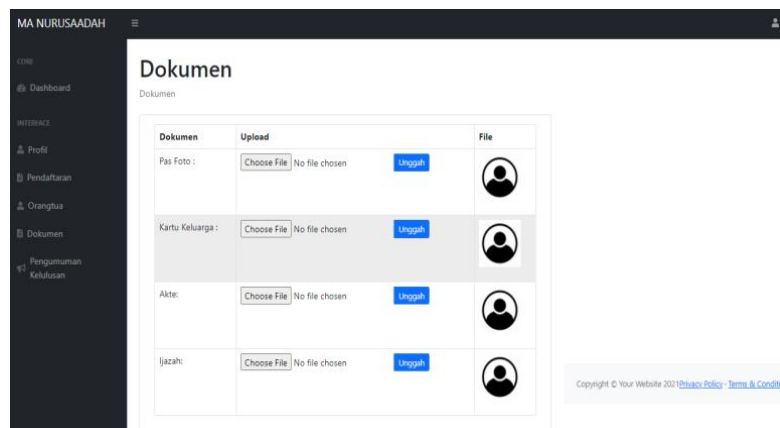 MA NURUSAADAH
CORE
Dashboard
INTERFACE
Profil
Pendaftaran
Orangtua
Dokumen
Pengumuman
Kelulusan
Dokumen
Dokumen
Dokumen Upload File
Pas Foto : Choose File No file chosen Unggah
Kartu Keluarga : Choose File No file chosen Unggah
Akte: Choose File No file chosen Unggah
Ijazah: Choose File No file chosen Unggah
Copyright © Your Website 2021Privacy Policy · Terms & Conditi